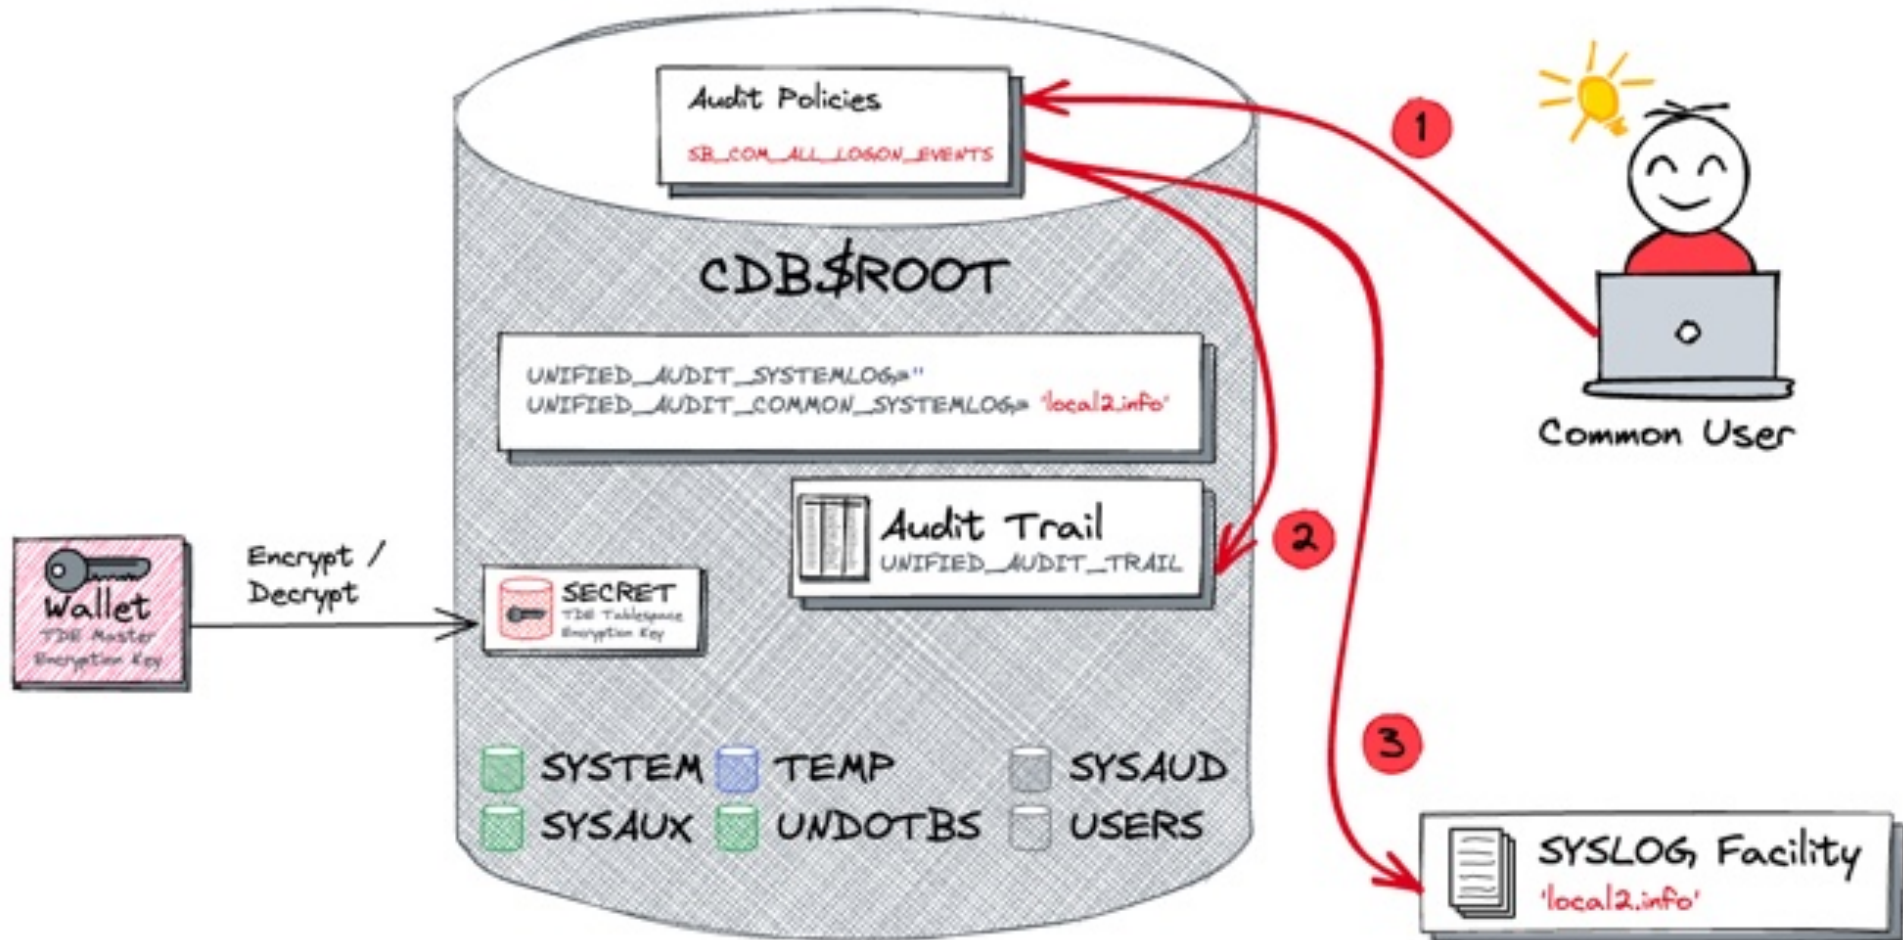 Audit Policies
SB_COM_ALL_LOGON_EVENTS
1
CDB$ROOT
UNIFIED_AUDIT_SYSTEMLOG=''
UNIFIED_AUDIT_COMMON_SYSTEMLOG= 'local2.info'
Common User
Audit Trail
UNIFIED_AUDIT_TRAIL
2
Wallet
TDE Master
Encryption Key
Encrypt /
Decrypt
SECRET
TDE Tablespace
Encryption Key
3
SYSTEM
TEMP
SYSAUD
SYSAUX
UNDOTBS
USERS
SYSLOG Facility
'local2.info'